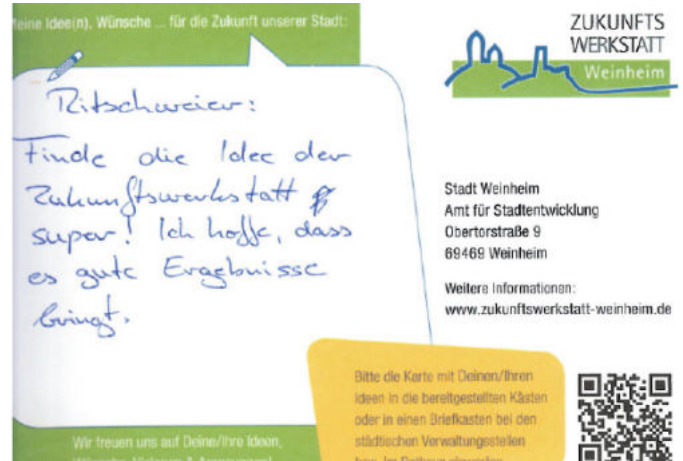 Meine Idee(n), Wünsche ... für die Zukunft unserer Stadt:
Ritschweier:
Finde die Idee der
Zukunftswerkstatt
super! Ich hoffe, dass
es gute Ergebnisse
bringt.
ZUKUNFTS
WERKSTATT
Weinheim
Stadt Weinheim
Amt für Stadtentwicklung
Obertorstraße 9
69469 Weinheim
Weitere Informationen:
www.zukunftswerkstatt-weinheim.de
Bitte die Karte mit Deinen/Ihren
Ideen in die bereitgestellten Kästen
oder in einen Briefkasten bei den
städtischen Verwaltungsstellen
Wir freuen uns auf Deine/Ihre Ideen,